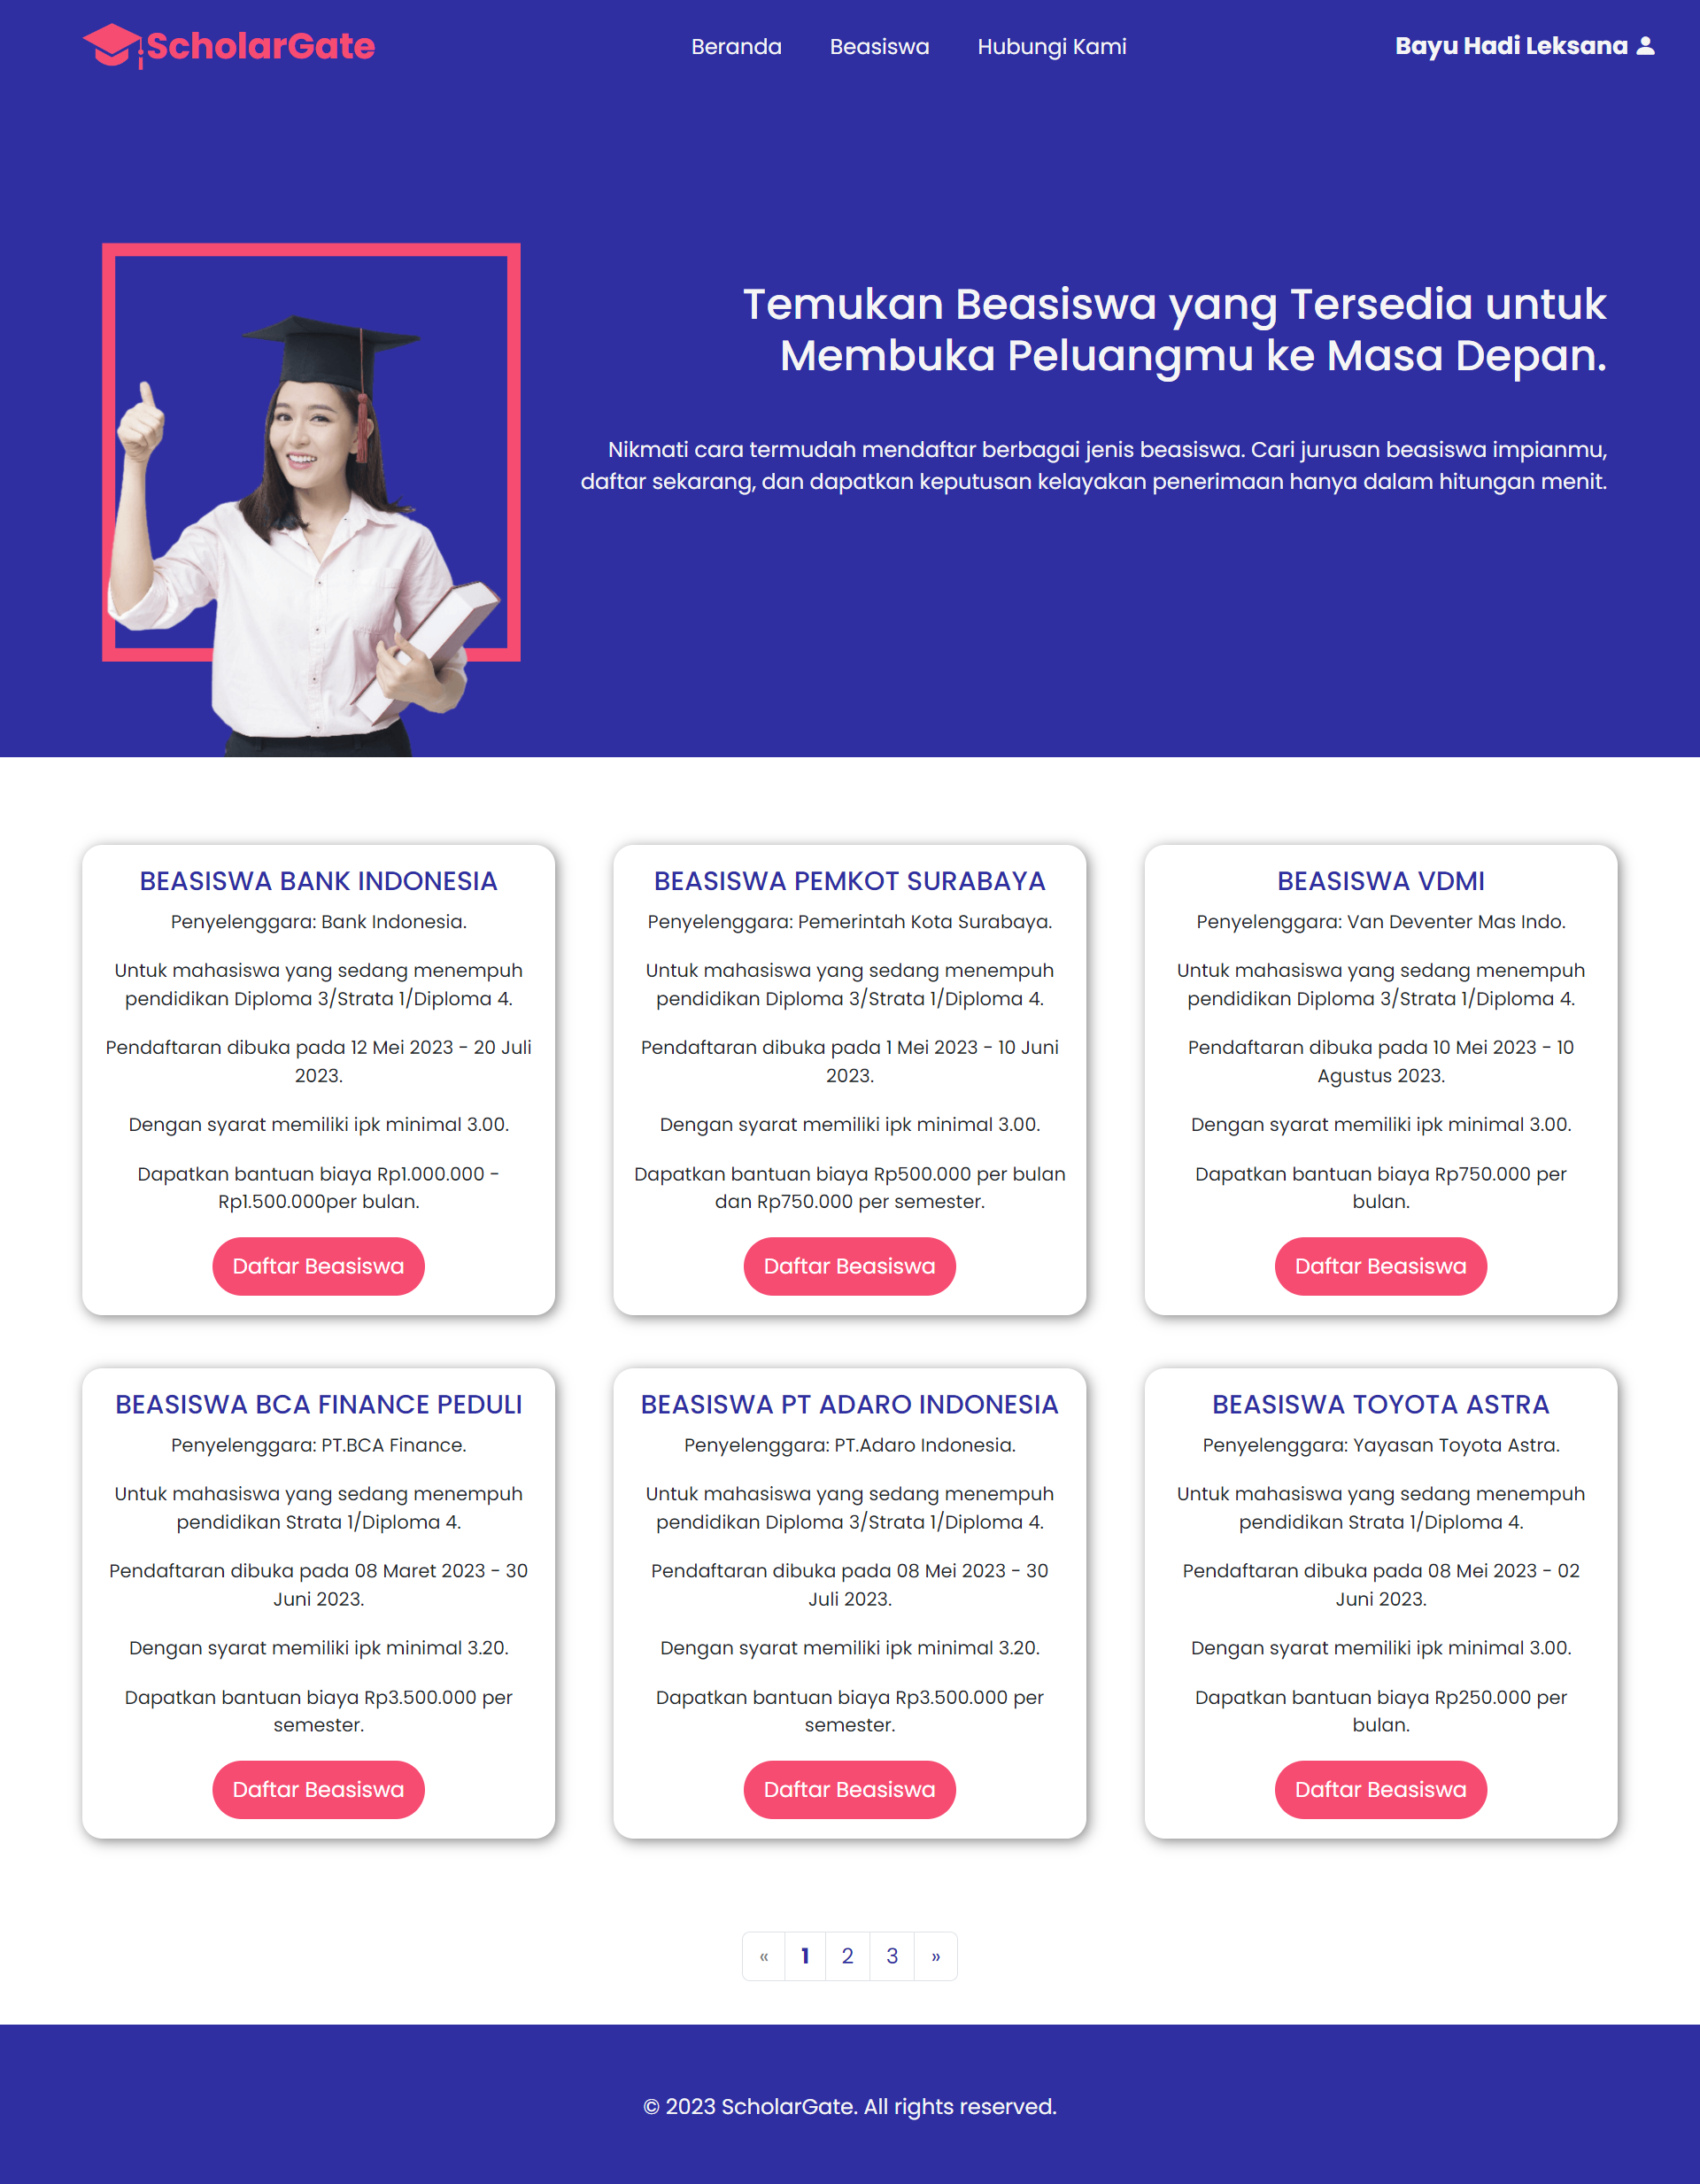 ScholarGate
Beranda
Beasiswa
Hubungi Kami
Bayu Hadi Leksana
Temukan Beasiswa yang Tersedia untuk
Membuka Peluangmu ke Masa Depan.
Nikmati cara termudah mendaftar berbagai jenis beasiswa. Cari jurusan beasiswa impianmu,
daftar sekarang, dan dapatkan keputusan kelayakan penerimaan hanya dalam hitungan menit.
BEASISWA BANK INDONESIA
Penyelenggara: Bank Indonesia.
Untuk mahasiswa yang sedang menempuh
pendidikan Diploma 3/Strata 1/Diploma 4.
Pendaftaran dibuka pada 12 Mei 2023 - 20 Juli
2023.
Dengan syarat memiliki ipk minimal 3.00.
Dapatkan bantuan biaya Rp1.000.000 -
Rp1.500.000per bulan.
Daftar Beasiswa
BEASISWA PEMKOT SURABAYA
Penyelenggara: Pemerintah Kota Surabaya.
Untuk mahasiswa yang sedang menempuh
pendidikan Diploma 3/Strata 1/Diploma 4.
Pendaftaran dibuka pada 1 Mei 2023 - 10 Juni
2023.
Dengan syarat memiliki ipk minimal 3.00.
Dapatkan bantuan biaya Rp500.000 per bulan
dan Rp750.000 per semester.
Daftar Beasiswa
BEASISWA VDMI
Penyelenggara: Van Deventer Mas Indo.
Untuk mahasiswa yang sedang menempuh
pendidikan Diploma 3/Strata 1/Diploma 4.
Pendaftaran dibuka pada 10 Mei 2023 - 10
Agustus 2023.
Dengan syarat memiliki ipk minimal 3.00.
Dapatkan bantuan biaya Rp750.000 per
bulan.
Daftar Beasiswa
BEASISWA BCA FINANCE PEDULI
Penyelenggara: PT.BCA Finance.
Untuk mahasiswa yang sedang menempuh
pendidikan Strata 1/Diploma 4.
Pendaftaran dibuka pada 08 Maret 2023 - 30
Juni 2023.
Dengan syarat memiliki ipk minimal 3.20.
Dapatkan bantuan biaya Rp3.500.000 per
semester.
Daftar Beasiswa
BEASISWA PT ADARO INDONESIA
Penyelenggara: PT.Adaro Indonesia.
Untuk mahasiswa yang sedang menempuh
pendidikan Diploma 3/Strata 1/Diploma 4.
Pendaftaran dibuka pada 08 Mei 2023 - 30
Juli 2023.
Dengan syarat memiliki ipk minimal 3.20.
Dapatkan bantuan biaya Rp3.500.000 per
semester.
Daftar Beasiswa
BEASISWA TOYOTA ASTRA
Penyelenggara: Yayasan Toyota Astra.
Untuk mahasiswa yang sedang menempuh
pendidikan Strata 1/Diploma 4.
Pendaftaran dibuka pada 08 Mei 2023 - 02
Juni 2023.
Dengan syarat memiliki ipk minimal 3.00.
Dapatkan bantuan biaya Rp250.000 per
bulan.
Daftar Beasiswa
« 1 2 3 »
© 2023 ScholarGate. All rights reserved.